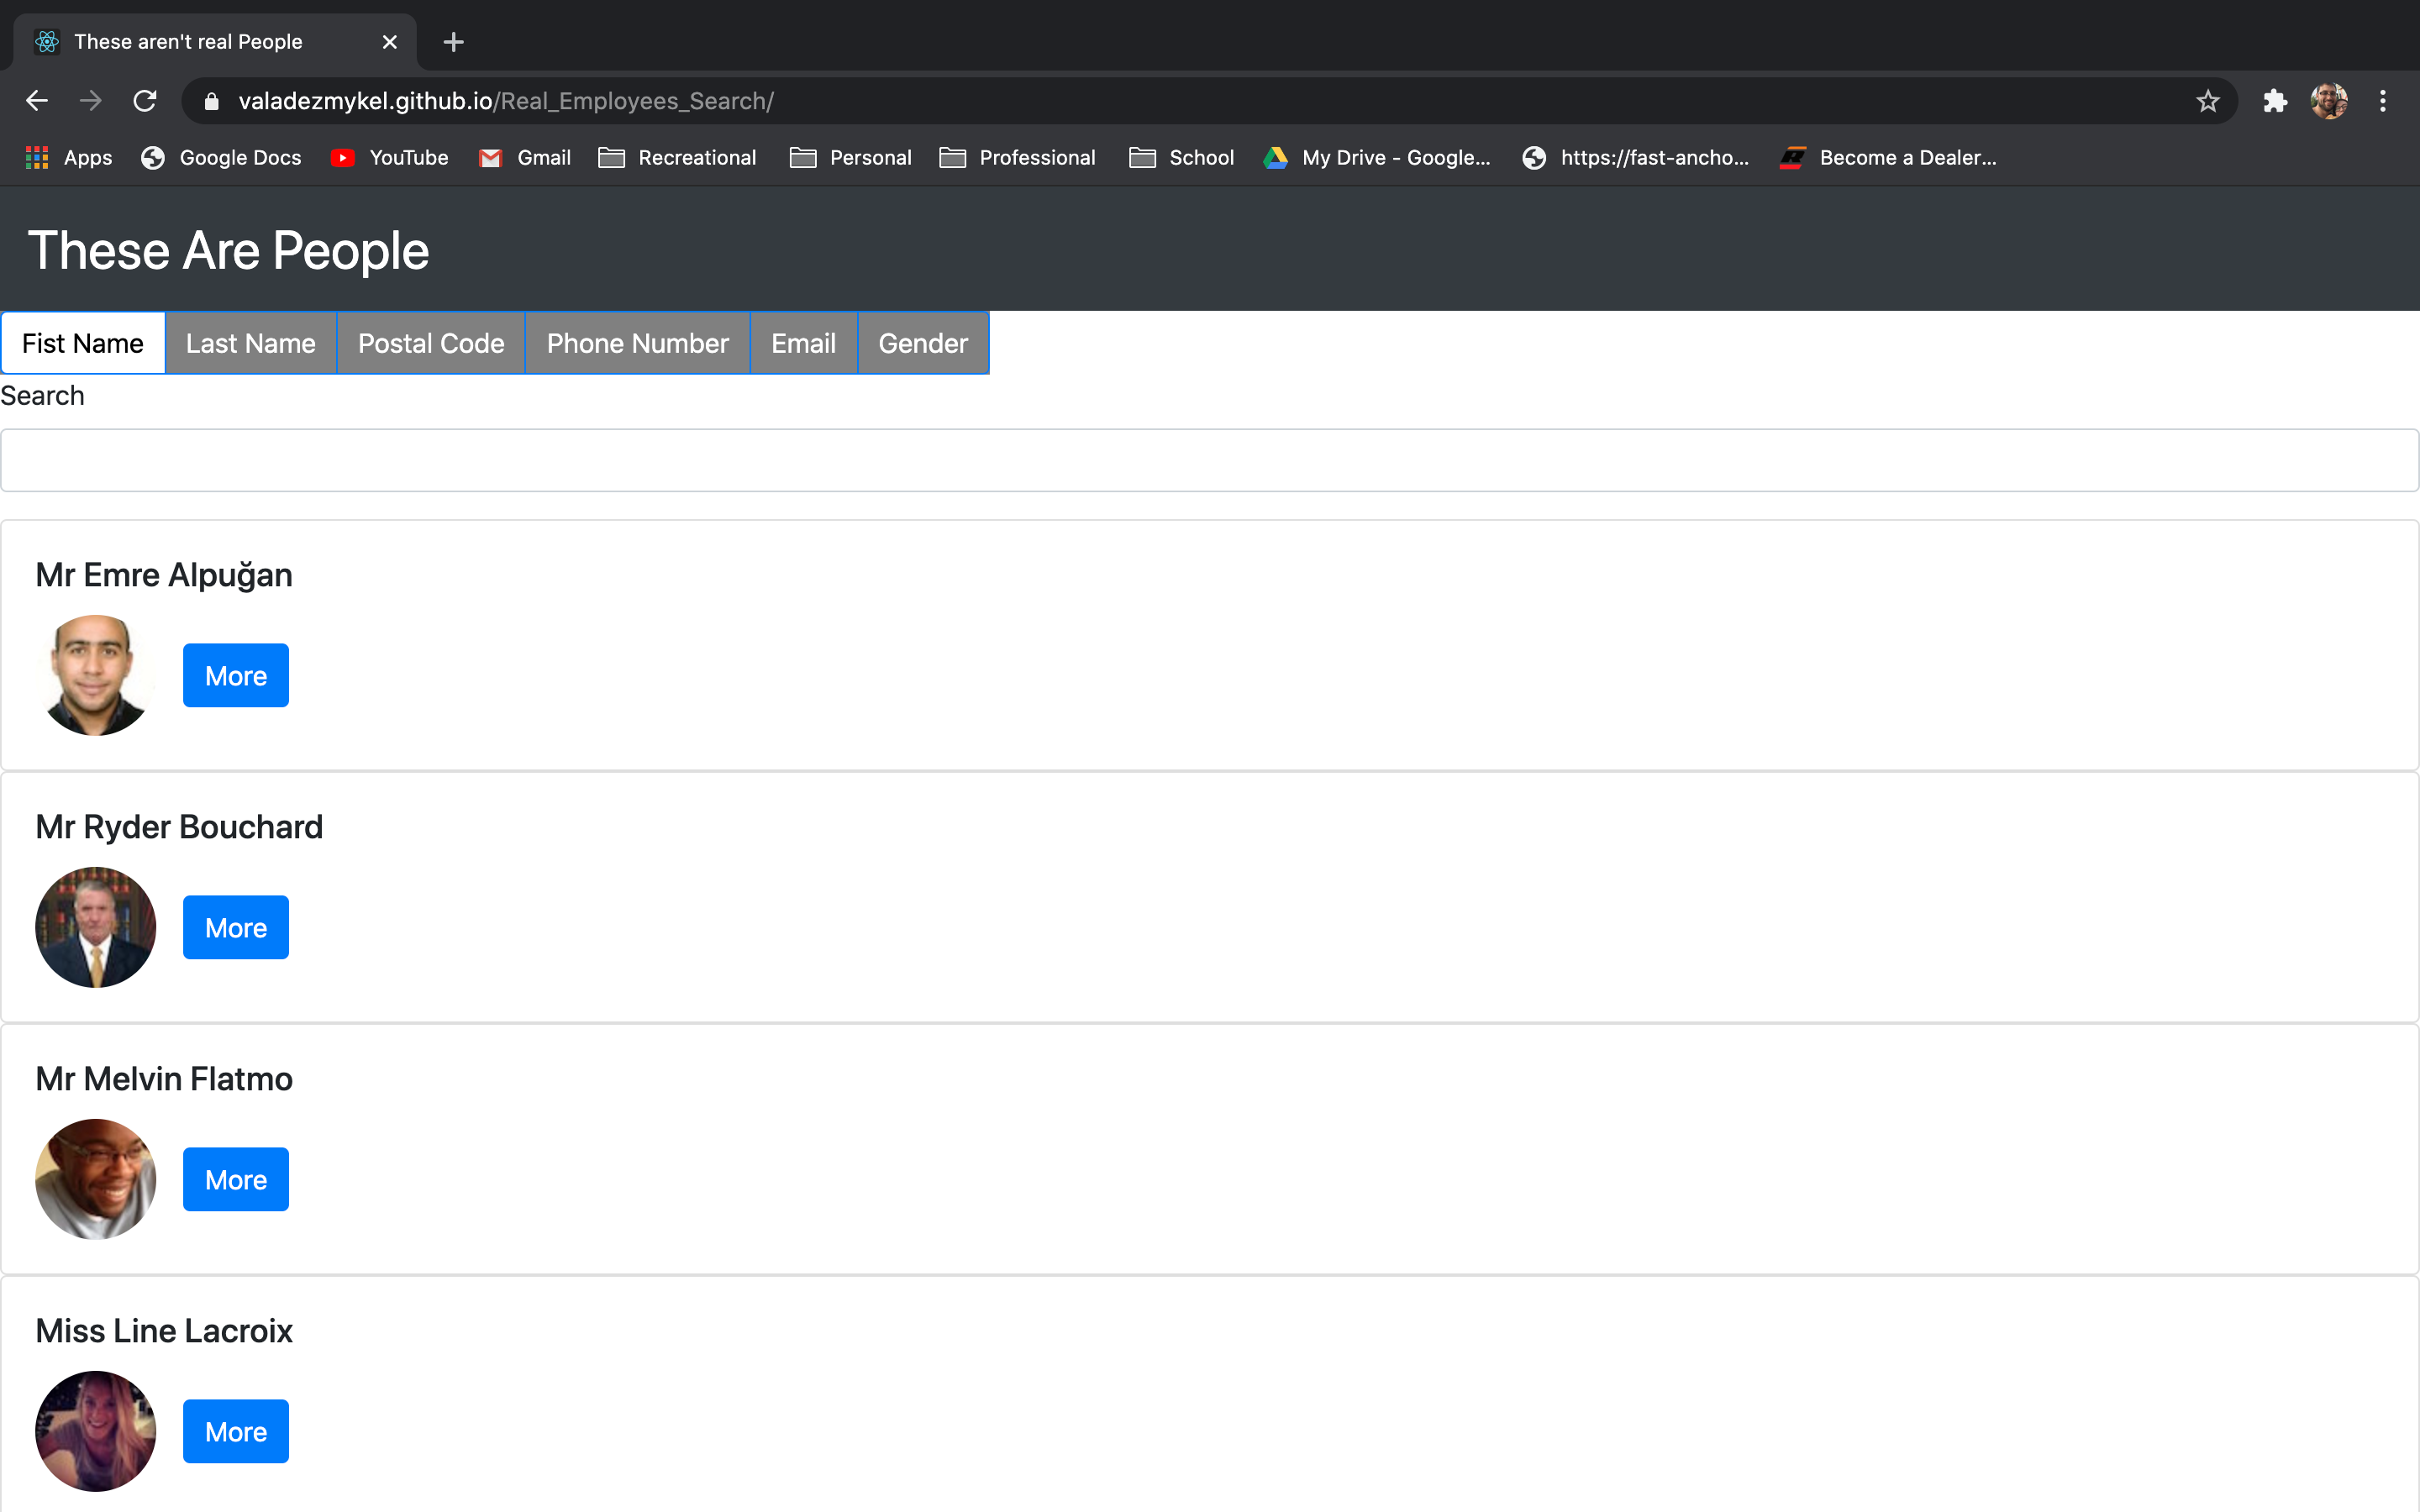 These aren't real People
valadezmykel.github.io/Real_Employees_Search/
Apps Google Docs YouTube Gmail Recreational Personal Professional School My Drive - Google... https://fast-ancho... Become a Dealer...
These Are People
Fist Name Last Name Postal Code Phone Number Email Gender
Search
Mr Emre Alpuğan
More
Mr Ryder Bouchard
More
Mr Melvin Flatmo
More
Miss Line Lacroix
More